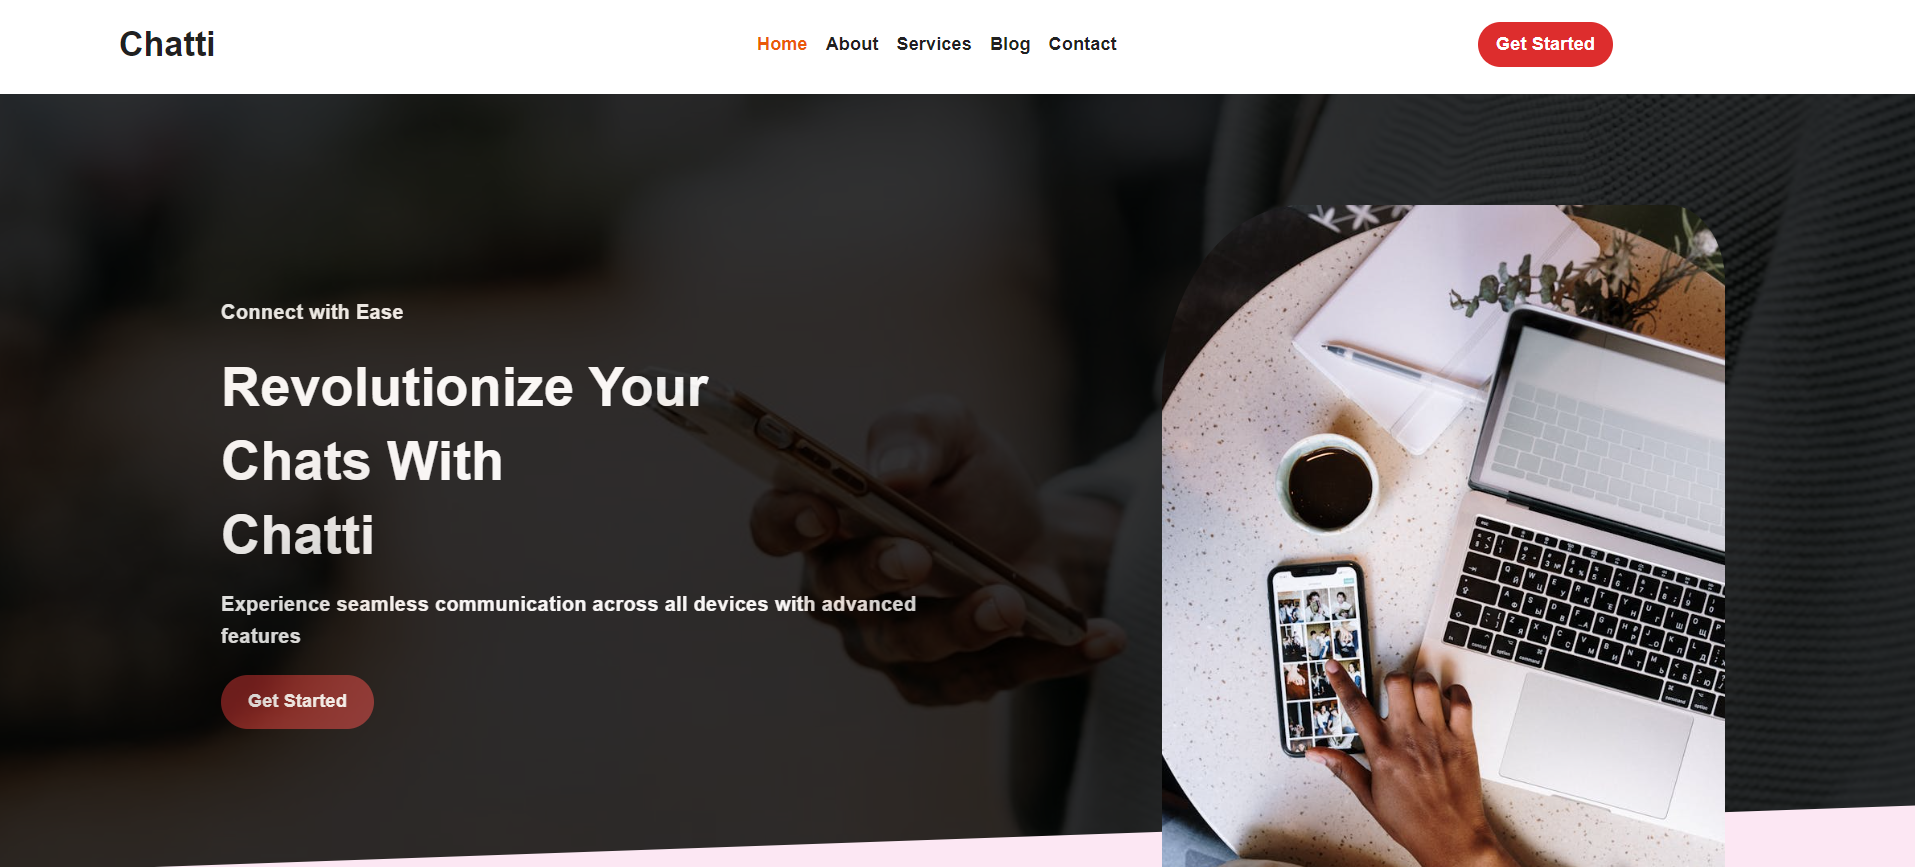 Chatti
Home About Services Blog Contact
Get Started
Connect with Ease
Revolutionize Your
Chats With
Chatti
Experience seamless communication across all devices with advanced
features
Get Started